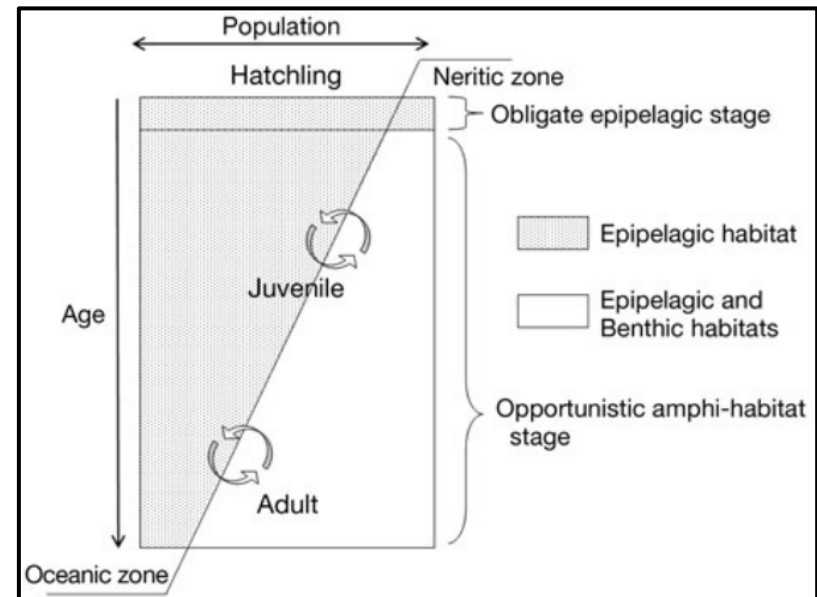 Population
Hatchling
Neritic zone
Obligate epipelagic stage
Epipelagic habitat
Juvenile
Age
Epipelagic and
Benthic habitats
Opportunistic amphi-habitat
stage
Adult
Oceanic zone